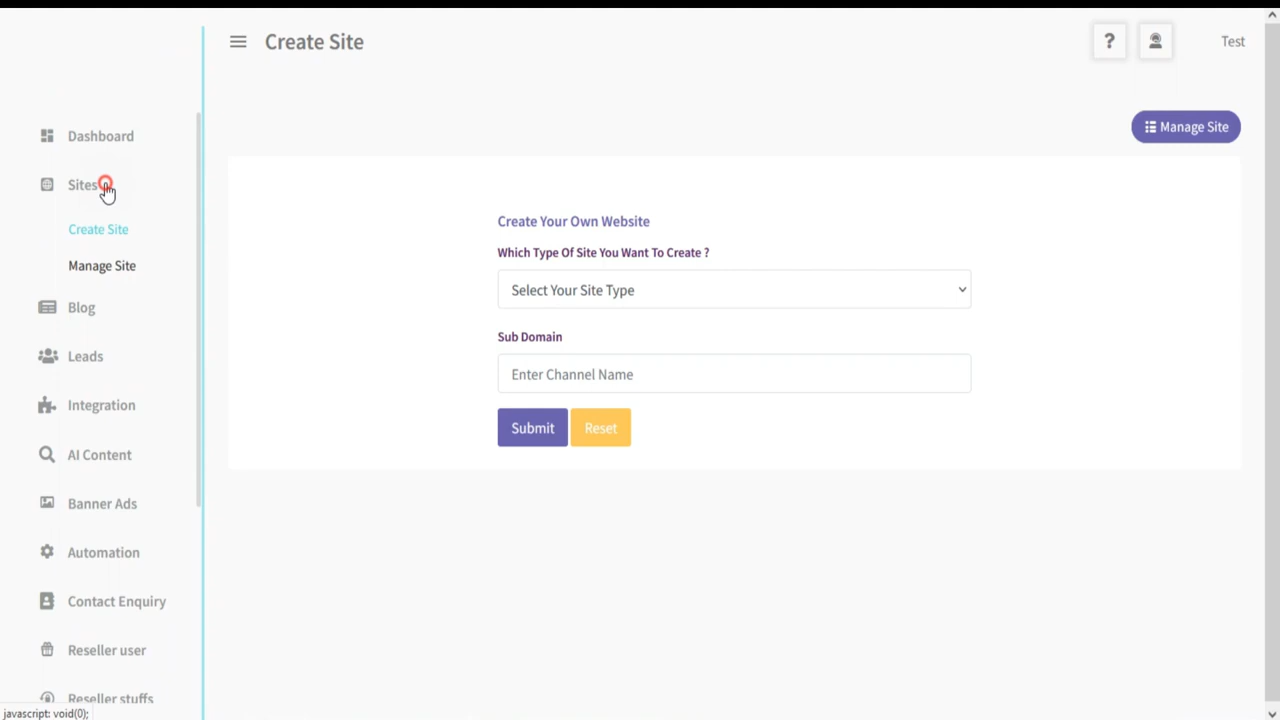 Create Site
?
Test
Manage Site
Dashboard
Sites
Create Site
Manage Site
Blog
Leads
Integration
AI Content
Banner Ads
Automation
Contact Enquiry
Reseller user
Reseller stuffs
Create Your Own Website
Which Type Of Site You Want To Create ?
Select Your Site Type
Sub Domain
Enter Channel Name
Submit
Reset
javascript: void(0);